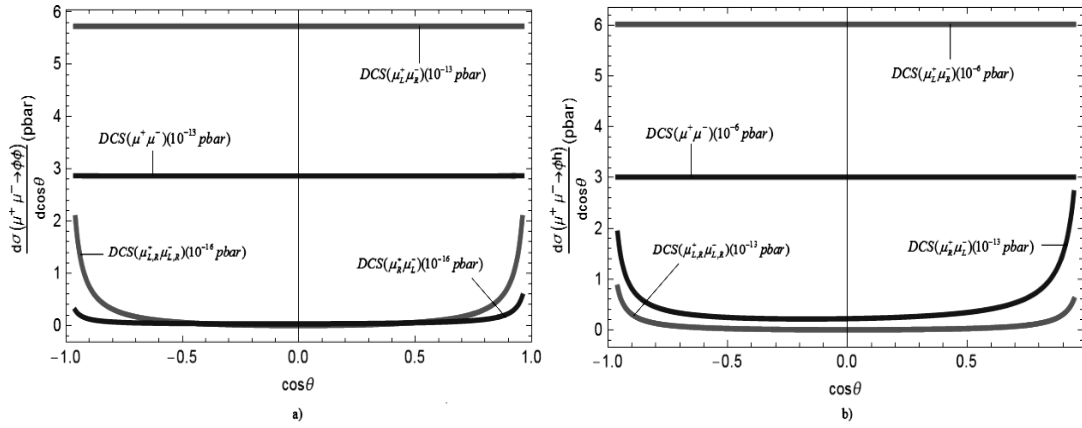 6
5
4
3
2
1
0
dσ(μ⁺ μ⁻→ϕϕ)
dcosθ
(pbar)
DCS(μ_L⁺μ_R⁻)(10⁻¹³ pbar)
DCS(μ⁺ μ⁻)(10⁻¹³ pbar)
DCS(μ_{L,R}⁺μ_{L,R}⁻)(10⁻¹⁶ pbar)
DCS(μ_R⁺μ_L⁻)(10⁻¹⁶ pbar)
−1.0 −0.5 0.0 0.5 1.0
cosθ
a)
6
5
4
3
2
1
0
dσ(μ⁺ μ⁻→ϕh)
dcosθ
(pbar)
DCS(μ_L⁺μ_R⁻)(10⁻⁶ pbar)
DCS(μ⁺ μ⁻)(10⁻⁶ pbar)
DCS(μ_{L,R}⁺μ_{L,R}⁻)(10⁻¹³ pbar)
DCS(μ_R⁺μ_L⁻)(10⁻¹³ pbar)
−1.0 −0.5 0.0 0.5 1.0
cosθ
b)